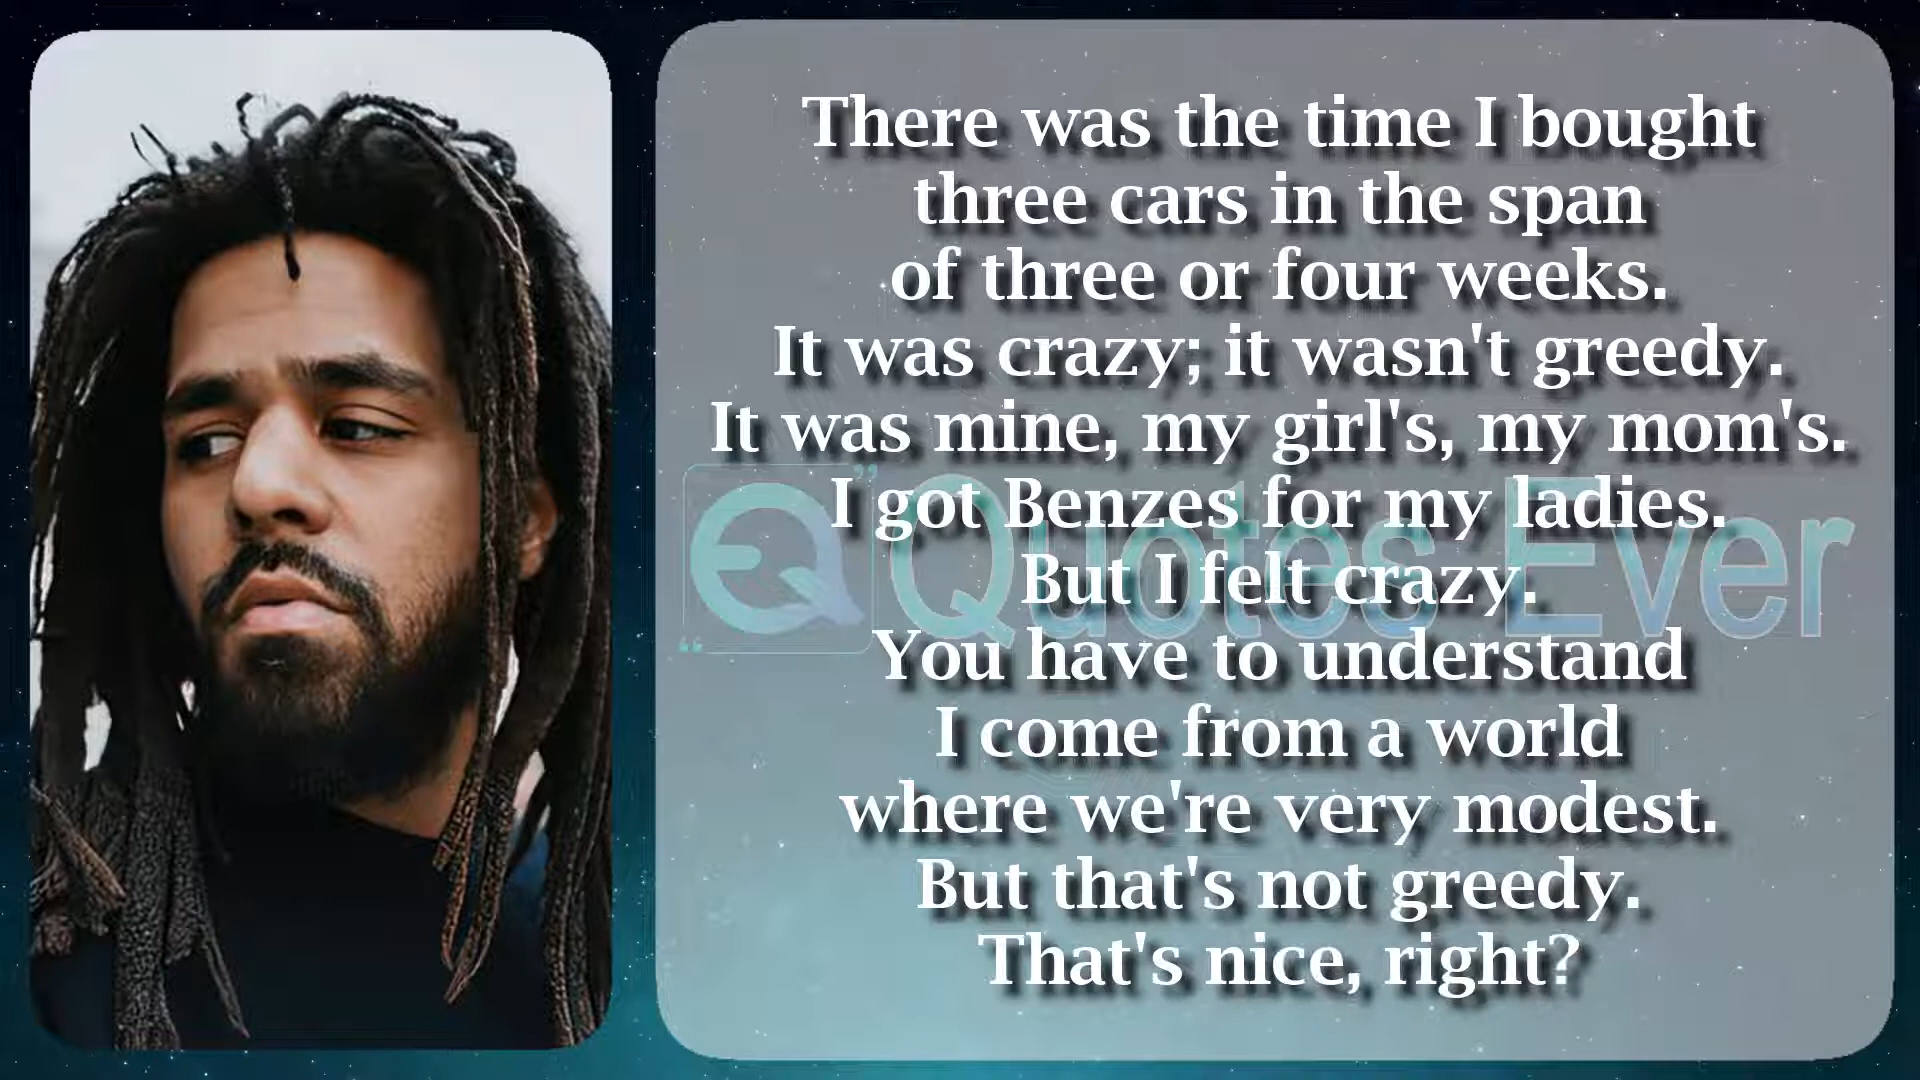 There was the time I bought
three cars in the span
of three or four weeks.
It was crazy; it wasn't greedy.
It was mine, my girl's, my mom's.
I got Benzes for my ladies.
But I felt crazy.
You have to understand
I come from a world
where we're very modest.
But that's not greedy.
That's nice, right?
EQ Quotes Ever